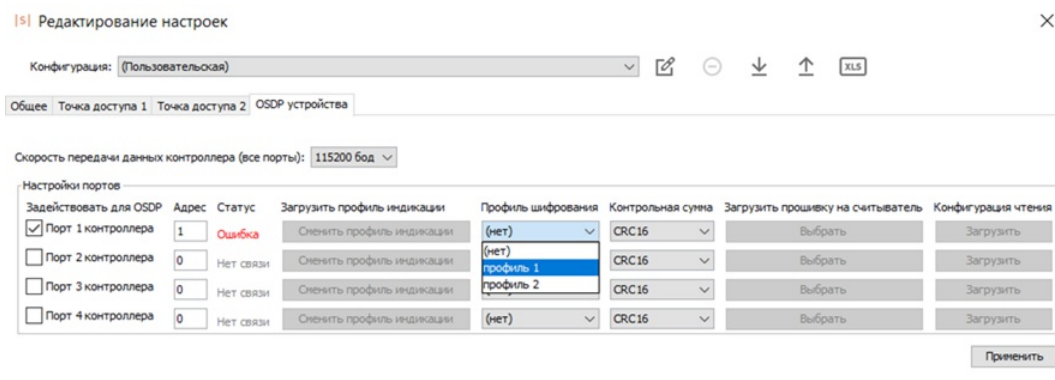 |S| Редактирование настроек
Конфигурация: (Пользовательская) XLS
Общее Точка доступа 1 Точка доступа 2 OSDP устройства
Скорость передачи данных контроллера (все порты): 115200 бод
Настройки портов
Задействовать для OSDP Адрес Статус Загрузить профиль индикации Профиль шифрования Контрольная сумма Загрузить прошивку на считыватель Конфигурация чтения
Порт 1 контроллера 1 Ошибка Сменить профиль индикации (нет) CRC16 Выбрать Загрузить
(нет)
Порт 2 контроллера 0 Нет связи Сменить профиль индикации профиль 1 CRC16 Выбрать Загрузить
Порт 3 контроллера 0 Нет связи Сменить профиль индикации профиль 2 CRC16 Выбрать Загрузить
Порт 4 контроллера 0 Нет связи Сменить профиль индикации (нет) CRC16 Выбрать Загрузить
Применить